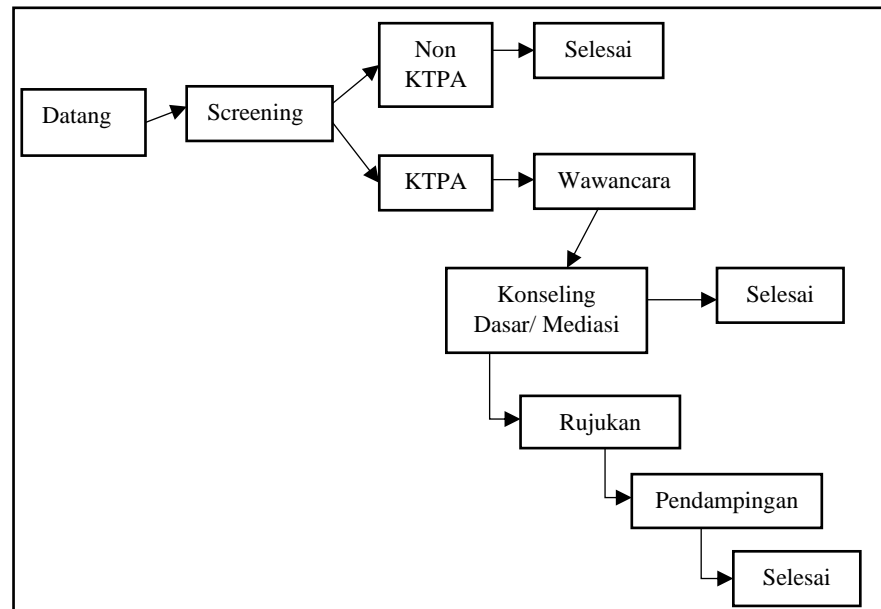 Non
KTPA
Selesai
Datang
Screening
KTPA
Wawancara
Konseling
Dasar/ Mediasi
Selesai
Rujukan
Pendampingan
Selesai